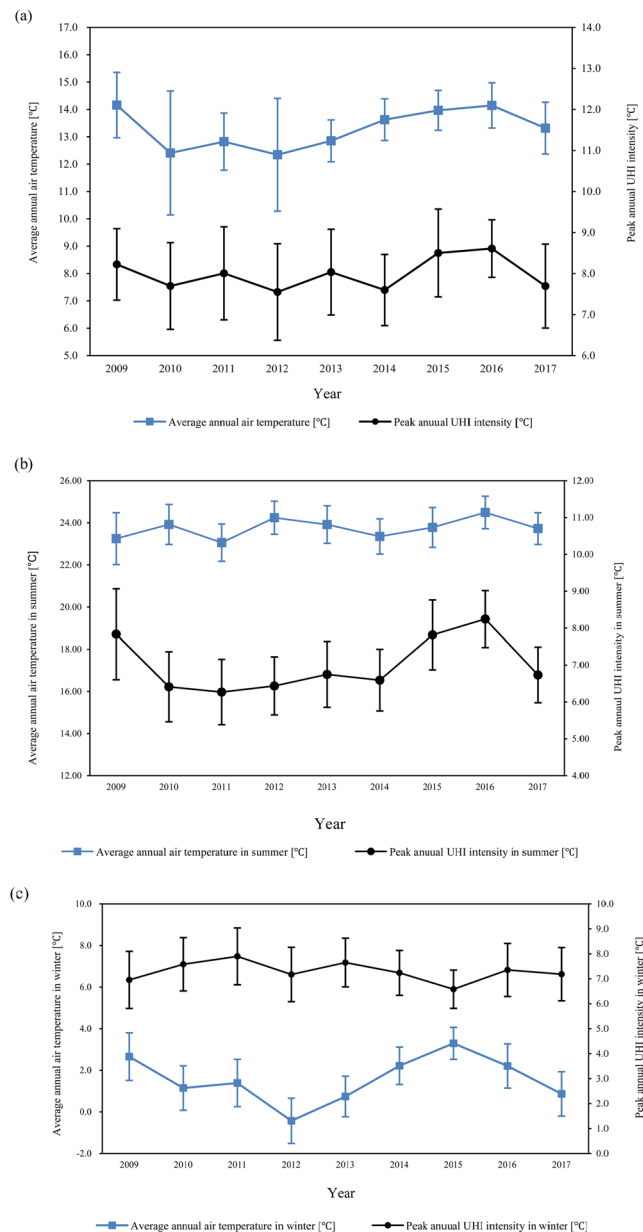 (a)
17.0 14.0
16.0 13.0
15.0
14.0 12.0
13.0 11.0
12.0
11.0 10.0
10.0 9.0
9.0
8.0 8.0
7.0 7.0
6.0
5.0 6.0
Average annual air temperature [℃]
Peak anuual UHI intensity [℃]
2009 2010 2011 2012 2013 2014 2015 2016 2017
Year
Average annual air temperature [℃] Peak anuual UHI intensity [℃]
(b)
26.00 12.00
24.00 11.00
22.00 10.00
20.00 9.00
18.00 8.00
16.00 7.00
14.00 6.00
12.00 5.00
4.00
Average annual air temperature in summer [℃]
Peak anuual UHI intensity in summer [℃]
2009 2010 2011 2012 2013 2014 2015 2016 2017
Year
Average annual air temperature in summer [℃] Peak anuual UHI intensity in summer [℃]
(c)
10.0 10.0
8.0 9.0
6.0 8.0
4.0 7.0
2.0 6.0
0.0 5.0
-2.0 4.0
3.0
2.0
1.0
0.0
Average annual air temperature in winter [℃]
Peak anuual UHI intensity in winter [℃]
2009 2010 2011 2012 2013 2014 2015 2016 2017
Year
Average annual air temperature in winter [℃] Peak anuual UHI intensity in winter [℃]